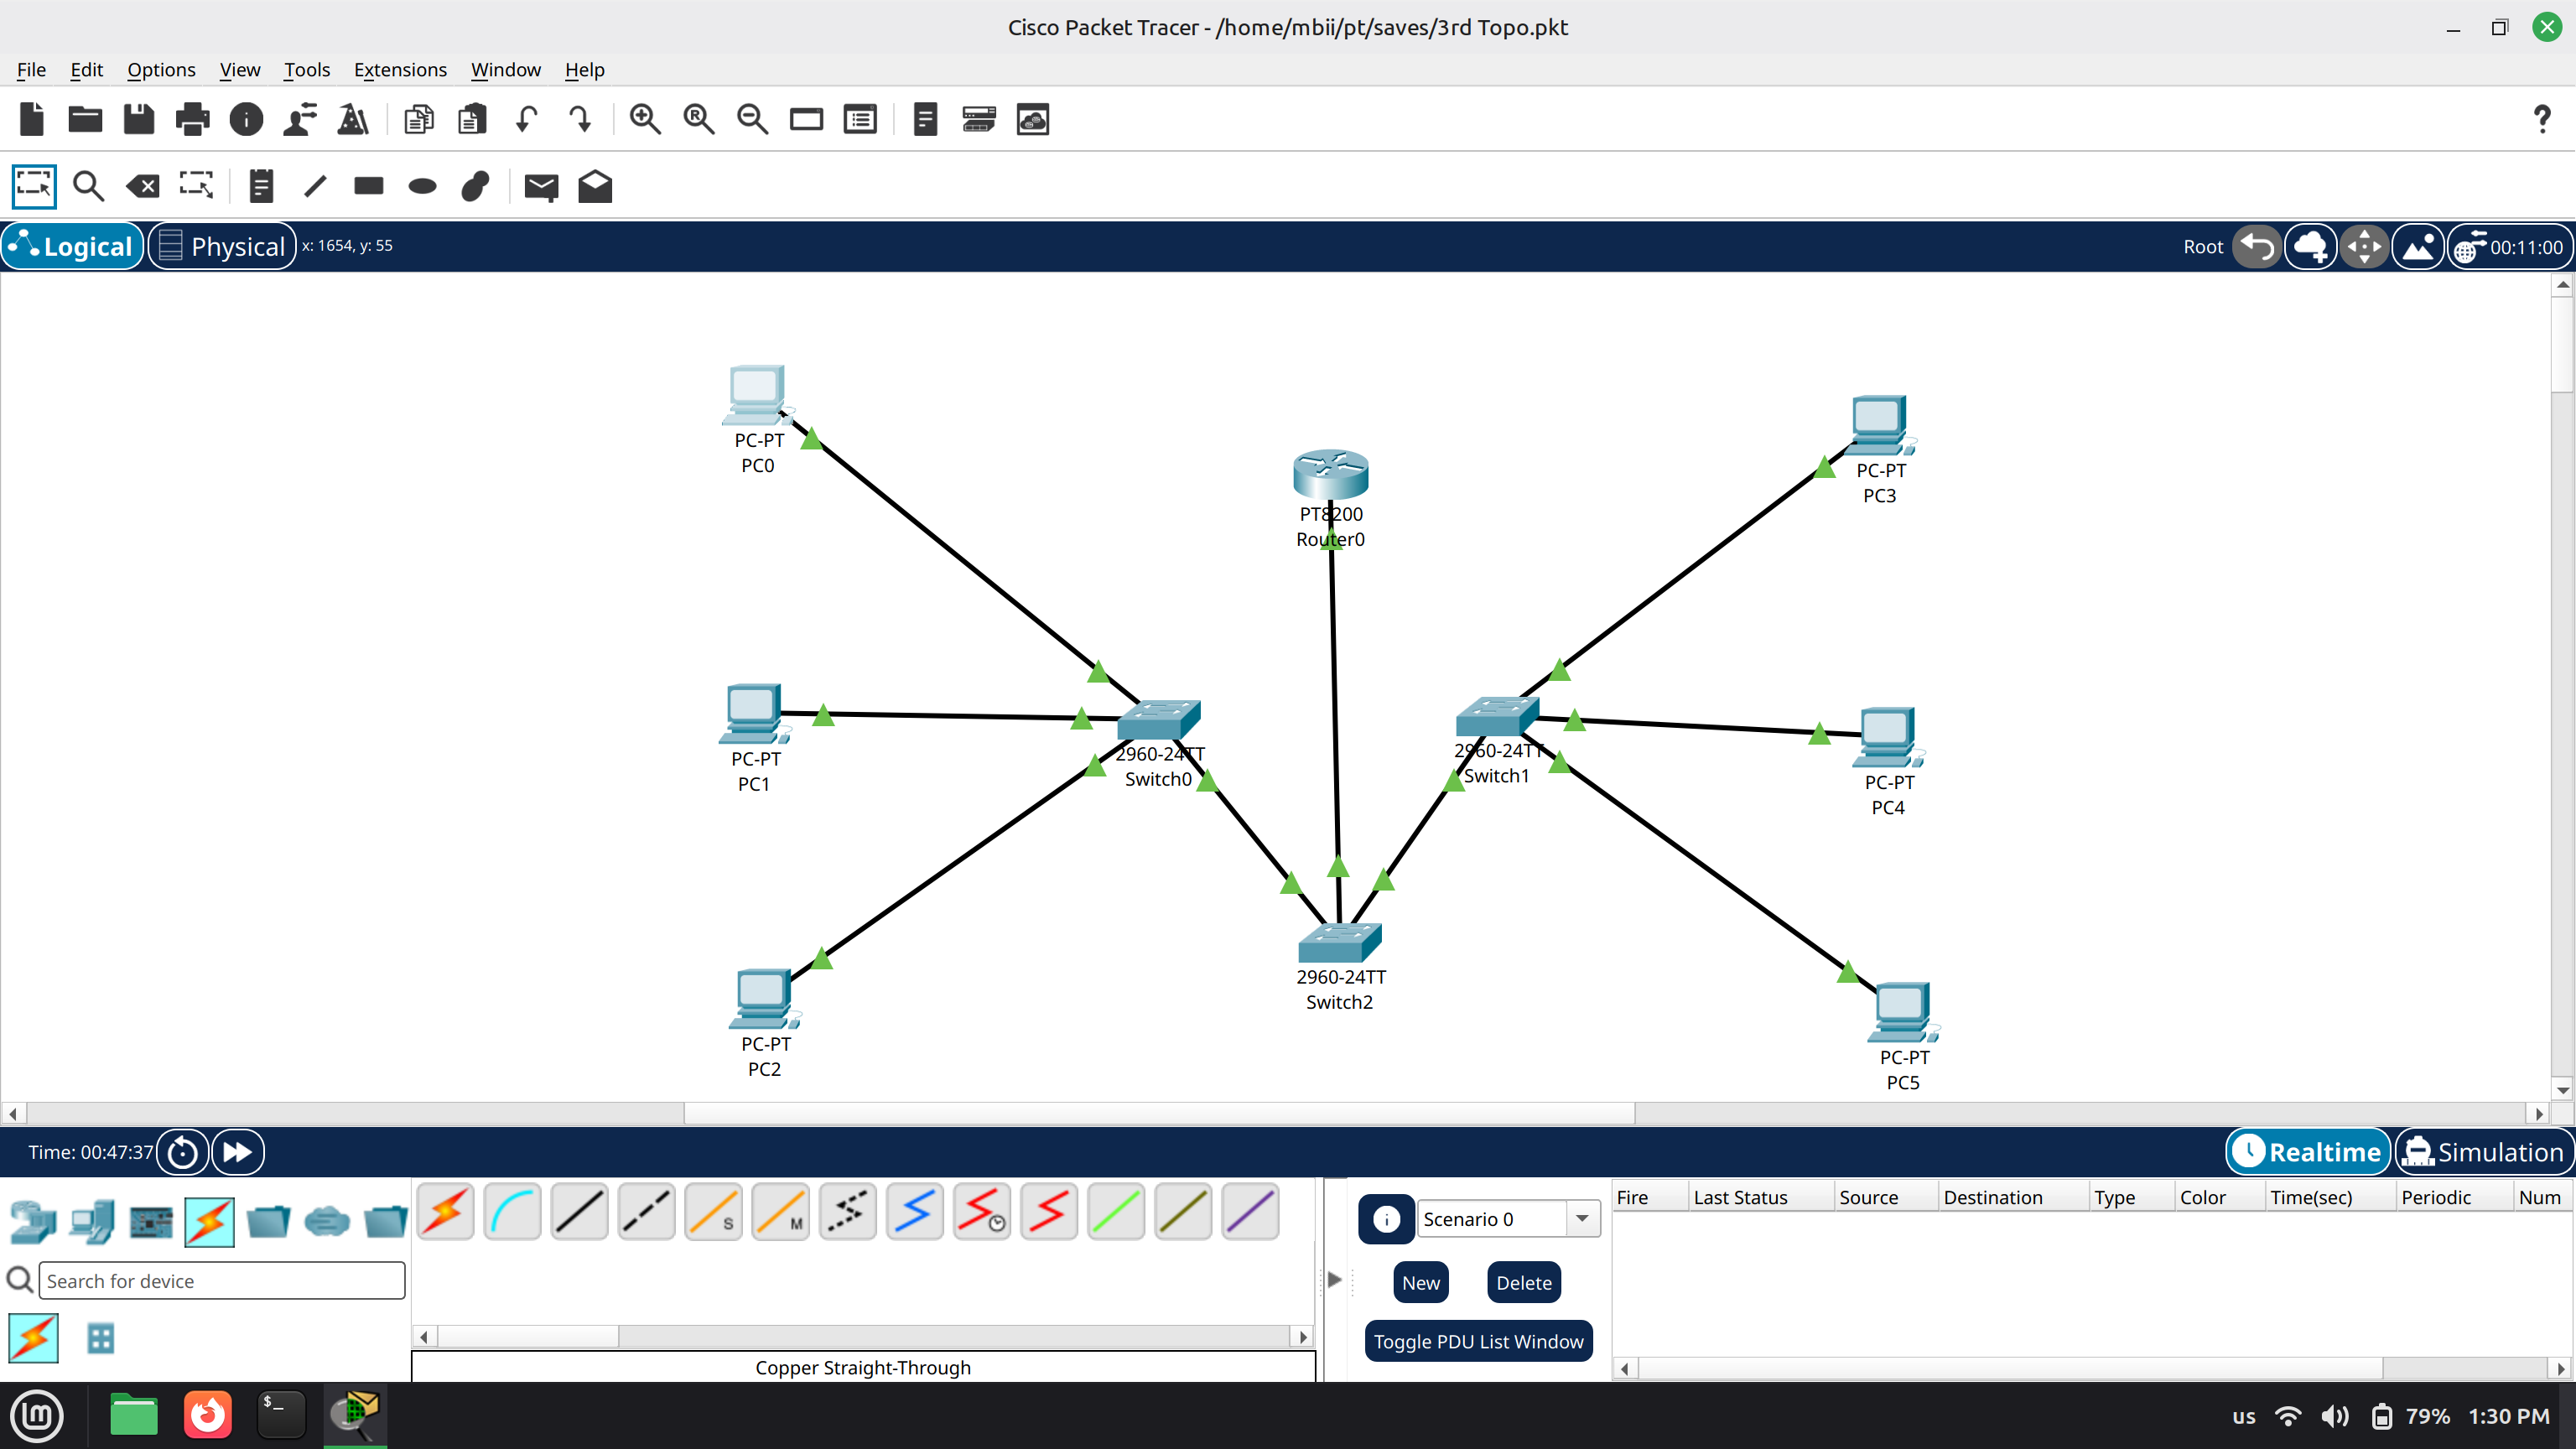 Cisco Packet Tracer - /home/mbii/pt/saves/3rd Topo.pkt
File Edit Options View Tools Extensions Window Help
Logical Physical x: 1654, y: 55 Root 00:11:00
PC-PT
PC0
PC-PT
PC3
PT8200
Router0
PC-PT
PC1
2960-24TT
Switch0
2960-24TT
Switch1
PC-PT
PC4
2960-24TT
Switch2
PC-PT
PC2
PC-PT
PC5
Time: 00:47:37 Realtime Simulation
S M
Scenario 0
Fire Last Status Source Destination Type Color Time(sec) Periodic Num
Search for device
New Delete
Toggle PDU List Window
Copper Straight-Through
us 79% 1:30 PM